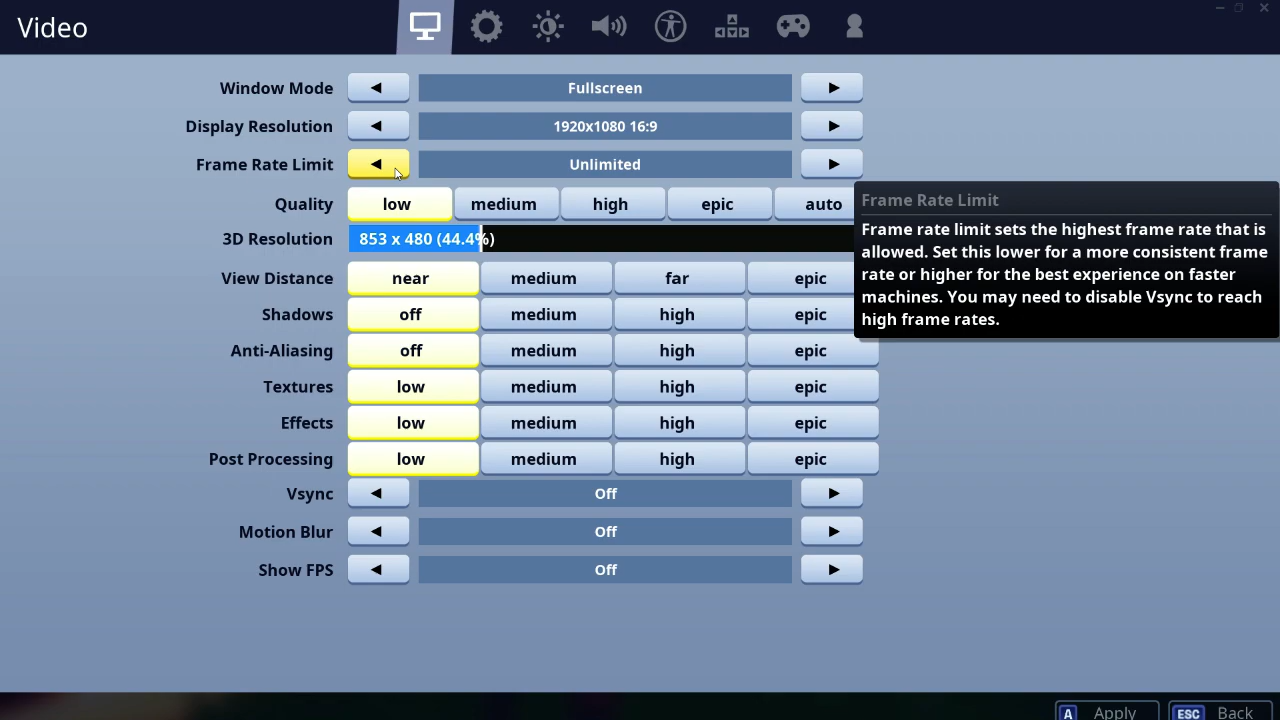 Video
Window Mode ◀ Fullscreen ▶
Display Resolution ◀ 1920x1080 16:9 ▶
Frame Rate Limit ◀ Unlimited ▶
Quality low medium high epic auto
3D Resolution 853 x 480 (44.4%)
View Distance near medium far epic
Shadows off medium high epic
Anti-Aliasing off medium high epic
Textures low medium high epic
Effects low medium high epic
Post Processing low medium high epic
Vsync ◀ Off ▶
Motion Blur ◀ Off ▶
Show FPS ◀ Off ▶
Frame Rate Limit
Frame rate limit sets the highest frame rate that is
allowed. Set this lower for a more consistent frame
rate or higher for the best experience on faster
machines. You may need to disable Vsync to reach
high frame rates.
A Apply ESC Back